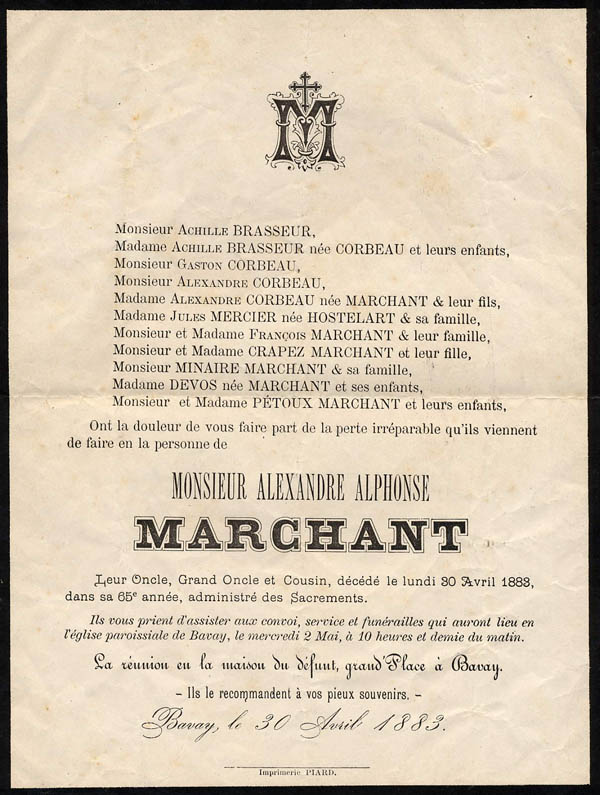 M
Monsieur Achille BRASSEUR,
Madame Achille BRASSEUR née CORBEAU et leurs enfants,
Monsieur Gaston CORBEAU,
Monsieur Alexandre CORBEAU,
Madame Alexandre CORBEAU née MARCHANT & leur fils,
Madame Jules MERCIER née HOSTELART & sa famille,
Monsieur et Madame François MARCHANT & leur famille,
Monsieur et Madame CRAPEZ MARCHANT et leur fille,
Monsieur MINAIRE MARCHANT & sa famille,
Madame DEVOS née MARCHANT et ses enfants,
Monsieur et Madame PÉTOUX MARCHANT et leurs enfants,
Ont la douleur de vous faire part de la perte irréparable qu'ils viennent
de faire en la personne de
MONSIEUR ALEXANDRE ALPHONSE
MARCHANT
Leur Oncle, Grand Oncle et Cousin, décédé le lundi 30 Avril 1883,
dans sa 65e année, administré des Sacrements.
Ils vous prient d'assister aux convoi, service et funérailles qui auront lieu en
l'église paroissiale de Bavay, le mercredi 2 Mai, à 10 heures et demie du matin.
La réunion en la maison du défunt, grand'Place à Bavay.
– Ils le recommandent à vos pieux souvenirs. –
Bavay, le 30 Avril 1883.
Imprimerie PIARD.